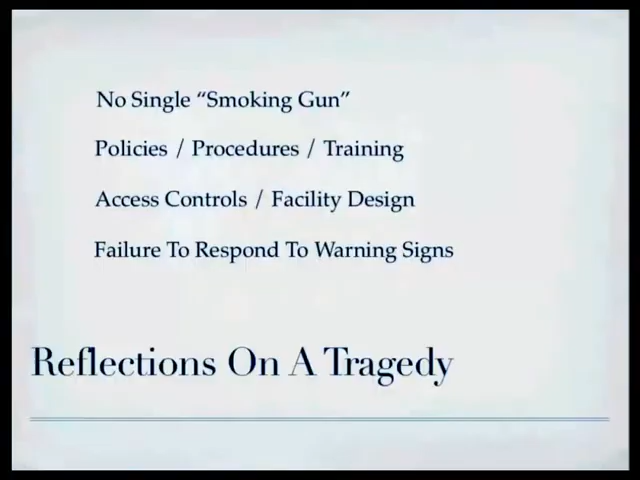 No Single “Smoking Gun”
Policies / Procedures / Training
Access Controls / Facility Design
Failure To Respond To Warning Signs
Reflections On A Tragedy